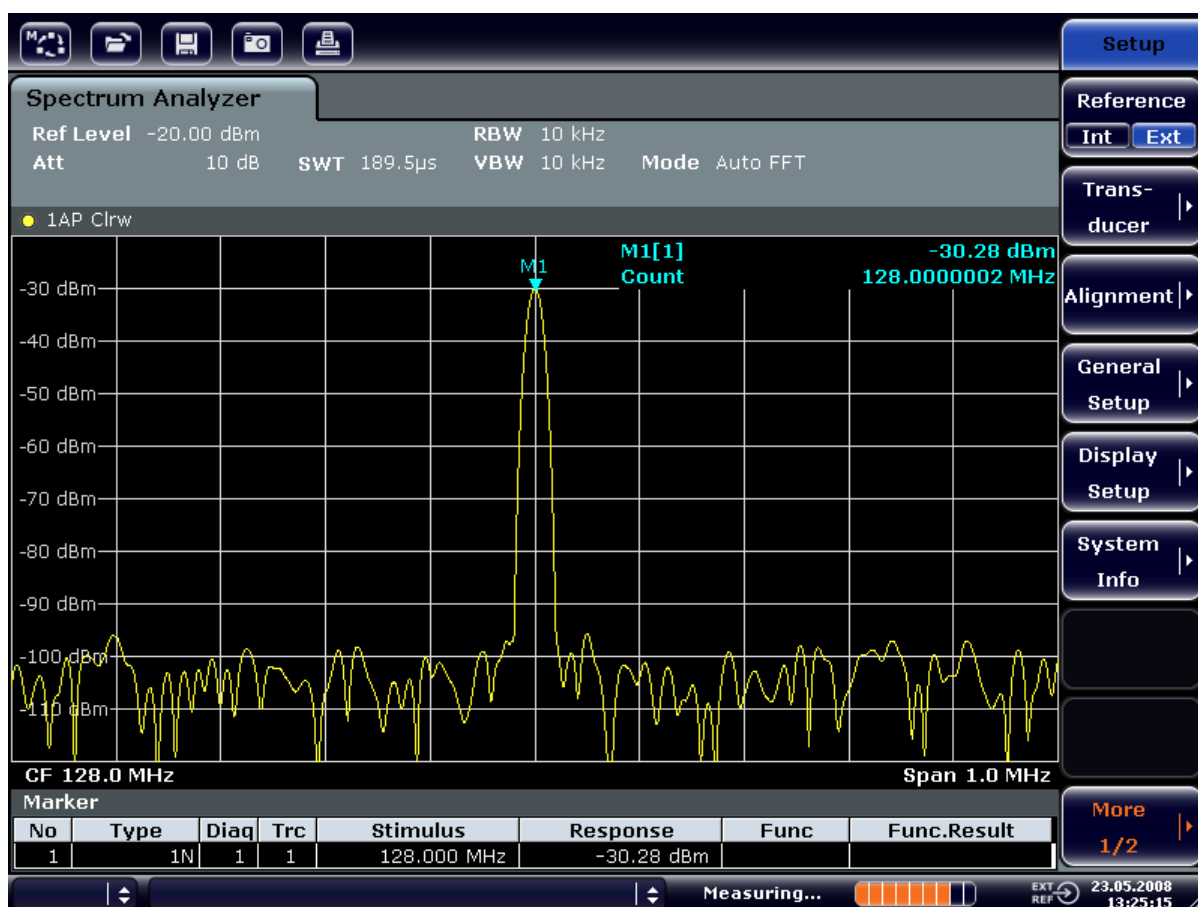 M
Setup
Spectrum Analyzer
Ref Level -20.00 dBm RBW 10 kHz
Att 10 dB SWT 189.5µs VBW 10 kHz Mode Auto FFT
1AP Clrw
M1[1] -30.28 dBm
Count 128.0000002 MHz
M1
-30 dBm
-40 dBm
-50 dBm
-60 dBm
-70 dBm
-80 dBm
-90 dBm
-100 dBm
-110 dBm
CF 128.0 MHz Span 1.0 MHz
Marker
No Type Diag Trc Stimulus Response Func Func.Result
1 1N 1 1 128.000 MHz -30.28 dBm
Measuring...
EXT REF
23.05.2008
13:25:15
Reference
Int Ext
Trans-
ducer
Alignment
General
Setup
Display
Setup
System
Info
More
1/2